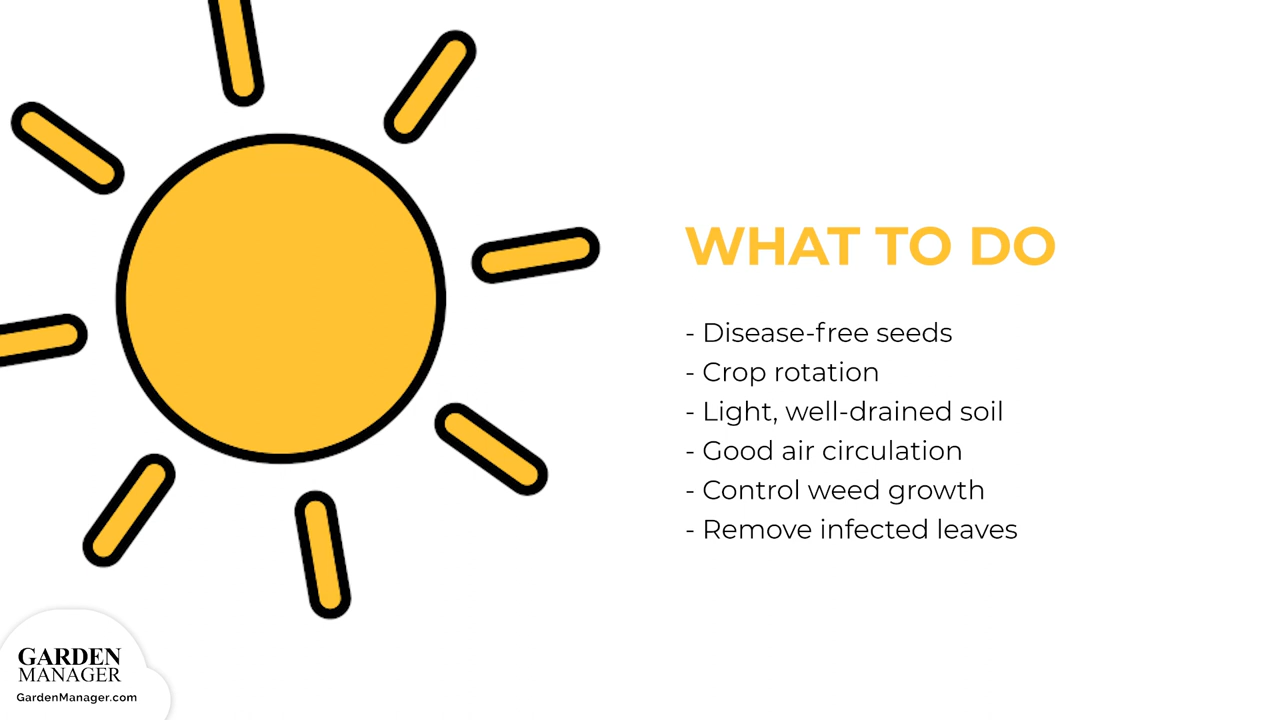 WHAT TO DO
- Disease-free seeds
- Crop rotation
- Light, well-drained soil
- Good air circulation
- Control weed growth
- Remove infected leaves
GARDEN
MANAGER
GardenManager.com